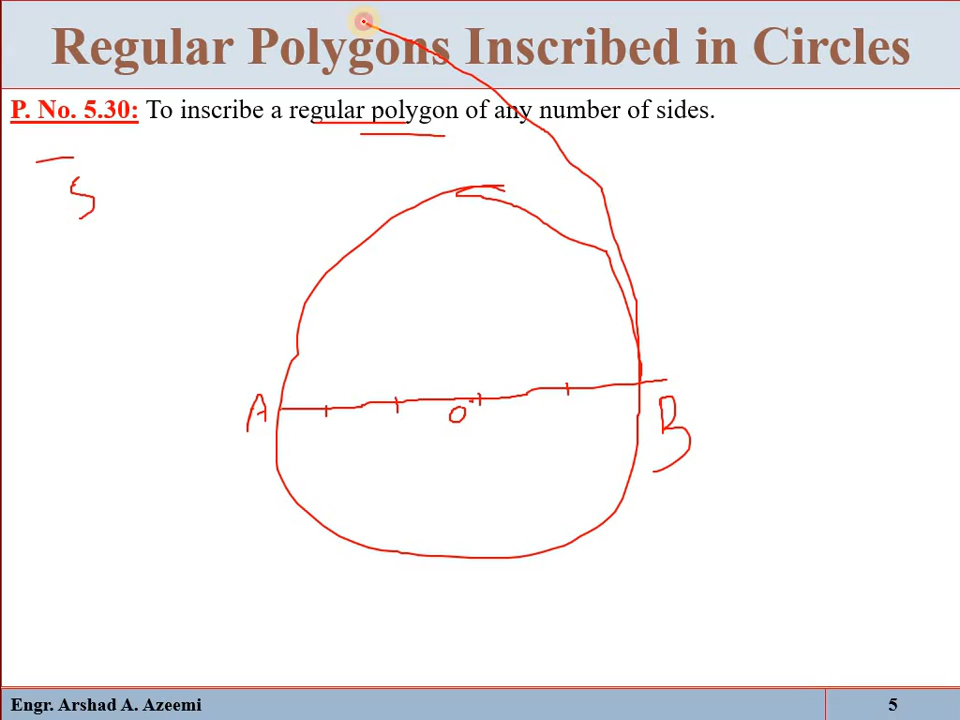 Regular Polygons Inscribed in Circles
P. No. 5.30: To inscribe a regular polygon of any number of sides.
5
A
O
B
Engr. Arshad A. Azeemi 5